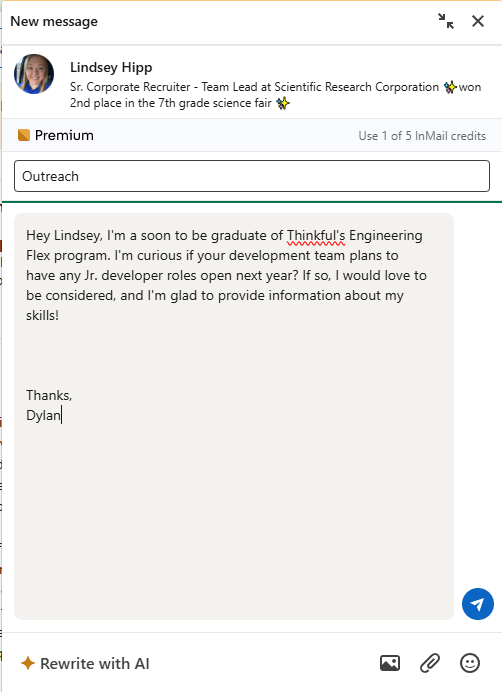 New message
Lindsey Hipp
Sr. Corporate Recruiter - Team Lead at Scientific Research Corporation ✨won
2nd place in the 7th grade science fair ✨
Premium
Use 1 of 5 InMail credits
Outreach
Hey Lindsey, I'm a soon to be graduate of Thinkful's Engineering
Flex program. I'm curious if your development team plans to
have any Jr. developer roles open next year? If so, I would love to
be considered, and I'm glad to provide information about my
skills!
Thanks,
Dylan
Rewrite with AI